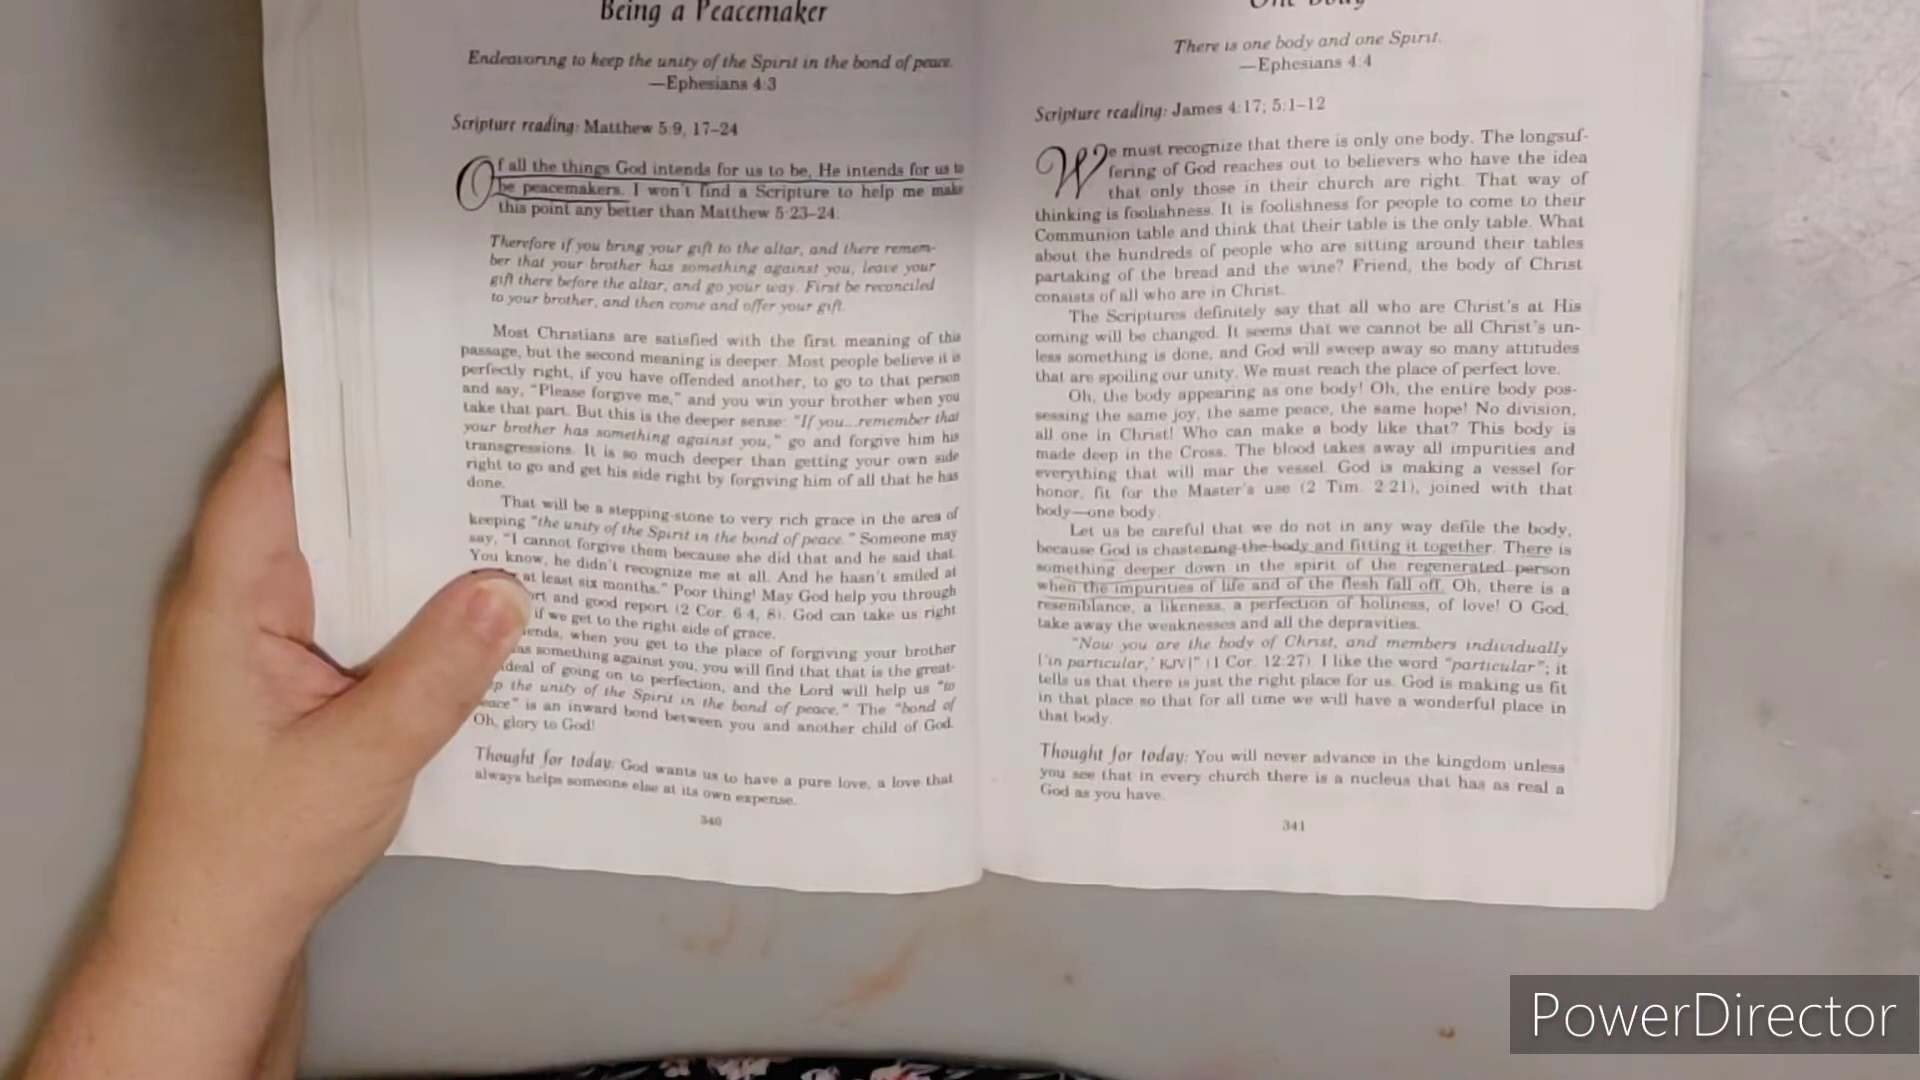 Being a Peacemaker
Endeavoring to keep the unity of the Spirit in the bond of peace.
—Ephesians 4:3
Scripture reading: Matthew 5:9, 17–24
Of all the things God intends for us to be, He intends for us to
be peacemakers. I won't find a Scripture to help me make
this point any better than Matthew 5:23–24.
Therefore if you bring your gift to the altar, and there remem-
ber that your brother has something against you, leave your
gift there before the altar, and go your way. First be reconciled
to your brother, and then come and offer your gift.
Most Christians are satisfied with the first meaning of this
passage, but the second meaning is deeper. Most people believe it is
perfectly right, if you have offended another, to go to that person
and say, "Please forgive me," and you win your brother when you
take that part. But this is the deeper sense: "If you...remember that
your brother has something against you," go and forgive him his
transgressions. It is so much deeper than getting your own side
right to go and get his side right by forgiving him of all that he has
done.
That will be a stepping-stone to very rich grace in the area of
keeping "the unity of the Spirit in the bond of peace." Someone may
say, "I cannot forgive them because she did that and he said that.
You know, he didn't recognize me at all. And he hasn't smiled at
at least six months." Poor thing! May God help you through
and good report (2 Cor. 6:4, 8). God can take us right
if we get to the right side of grace.
when you get to the place of forgiving your brother
something against you, you will find that that is the great-
ideal of going on to perfection, and the Lord will help us "to
the unity of the Spirit in the bond of peace." The "bond of
peace" is an inward bond between you and another child of God.
Oh, glory to God!
Thought for today: God wants us to have a pure love, a love that
always helps someone else at its own expense.
340
One Body
There is one body and one Spirit.
—Ephesians 4:4
Scripture reading: James 4:17; 5:1–12
We must recognize that there is only one body. The longsuf-
fering of God reaches out to believers who have the idea
that only those in their church are right. That way of
thinking is foolishness. It is foolishness for people to come to their
Communion table and think that their table is the only table. What
about the hundreds of people who are sitting around their tables
partaking of the bread and the wine? Friend, the body of Christ
consists of all who are in Christ.
The Scriptures definitely say that all who are Christ's at His
coming will be changed. It seems that we cannot be all Christ's un-
less something is done, and God will sweep away so many attitudes
that are spoiling our unity. We must reach the place of perfect love.
Oh, the body appearing as one body! Oh, the entire body pos-
sessing the same joy, the same peace, the same hope! No division,
all one in Christ! Who can make a body like that? This body is
made deep in the Cross. The blood takes away all impurities and
everything that will mar the vessel. God is making a vessel for
honor, fit for the Master's use (2 Tim. 2:21), joined with that
body—one body.
Let us be careful that we do not in any way defile the body,
because God is chastening the body and fitting it together. There is
something deeper down in the spirit of the regenerated person
when the impurities of life and of the flesh fall off. Oh, there is a
resemblance, a likeness, a perfection of holiness, of love! O God,
take away the weaknesses and all the depravities.
"Now you are the body of Christ, and members individually
['in particular,' KJV]" (1 Cor. 12:27). I like the word "particular"; it
tells us that there is just the right place for us. God is making us fit
in that place so that for all time we will have a wonderful place in
that body.
Thought for today: You will never advance in the kingdom unless
you see that in every church there is a nucleus that has as real a
God as you have.
341
PowerDirector